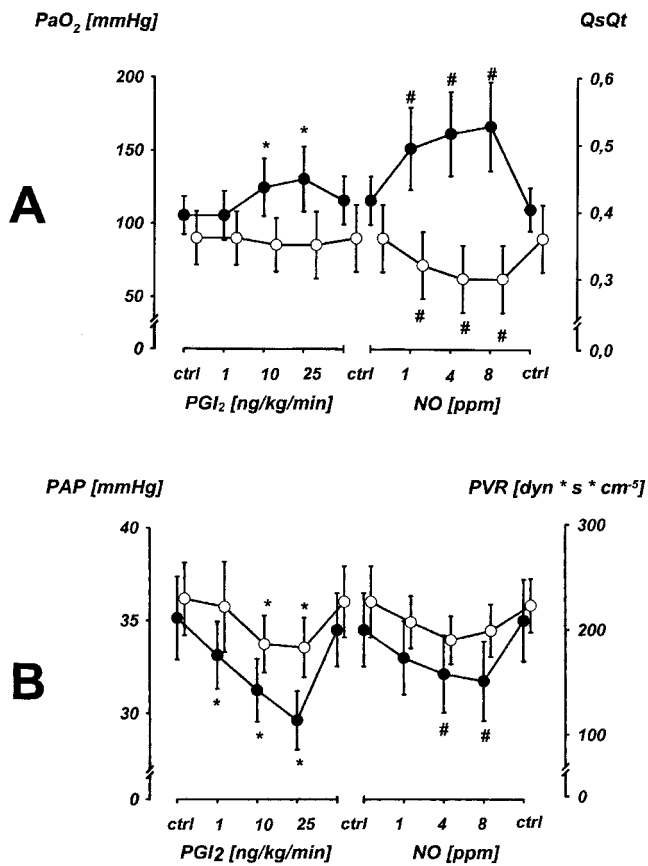 PaO2 [mmHg] QsQt
200 0,6
# # #
150 0,5
* *
A
100 0,4
50 0,3
# # #
0 0,0
ctrl 1 10 25 ctrl 1 4 8 ctrl
PGI2 [ng/kg/min] NO [ppm]
PAP [mmHg] PVR [dyn * s * cm-5]
40 300
* *
35 200
B
30 100
* * * # #
0 0
ctrl 1 10 25 ctrl 1 4 8 ctrl
PGI2 [ng/kg/min] NO [ppm]